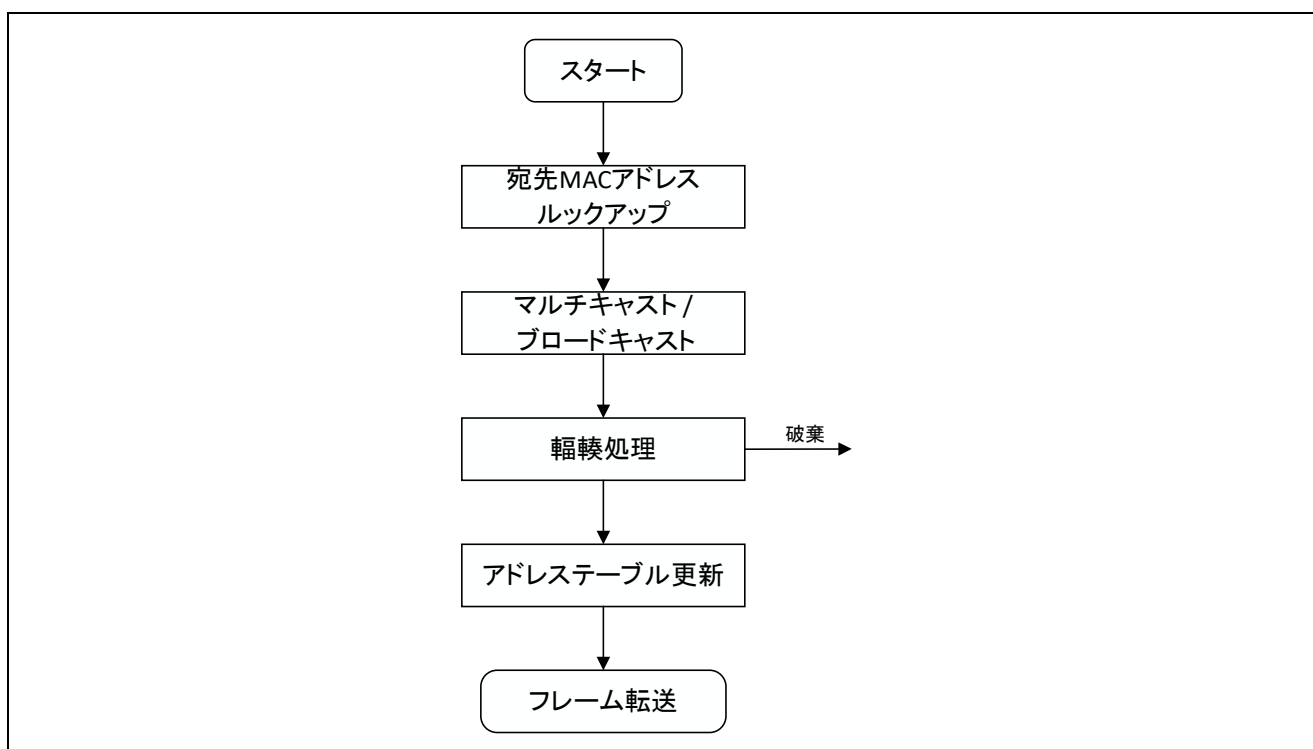 スタート
宛先MACアドレス
ルックアップ
マルチキャスト /
ブロードキャスト
輻輳処理
破棄
アドレステーブル更新
フレーム転送